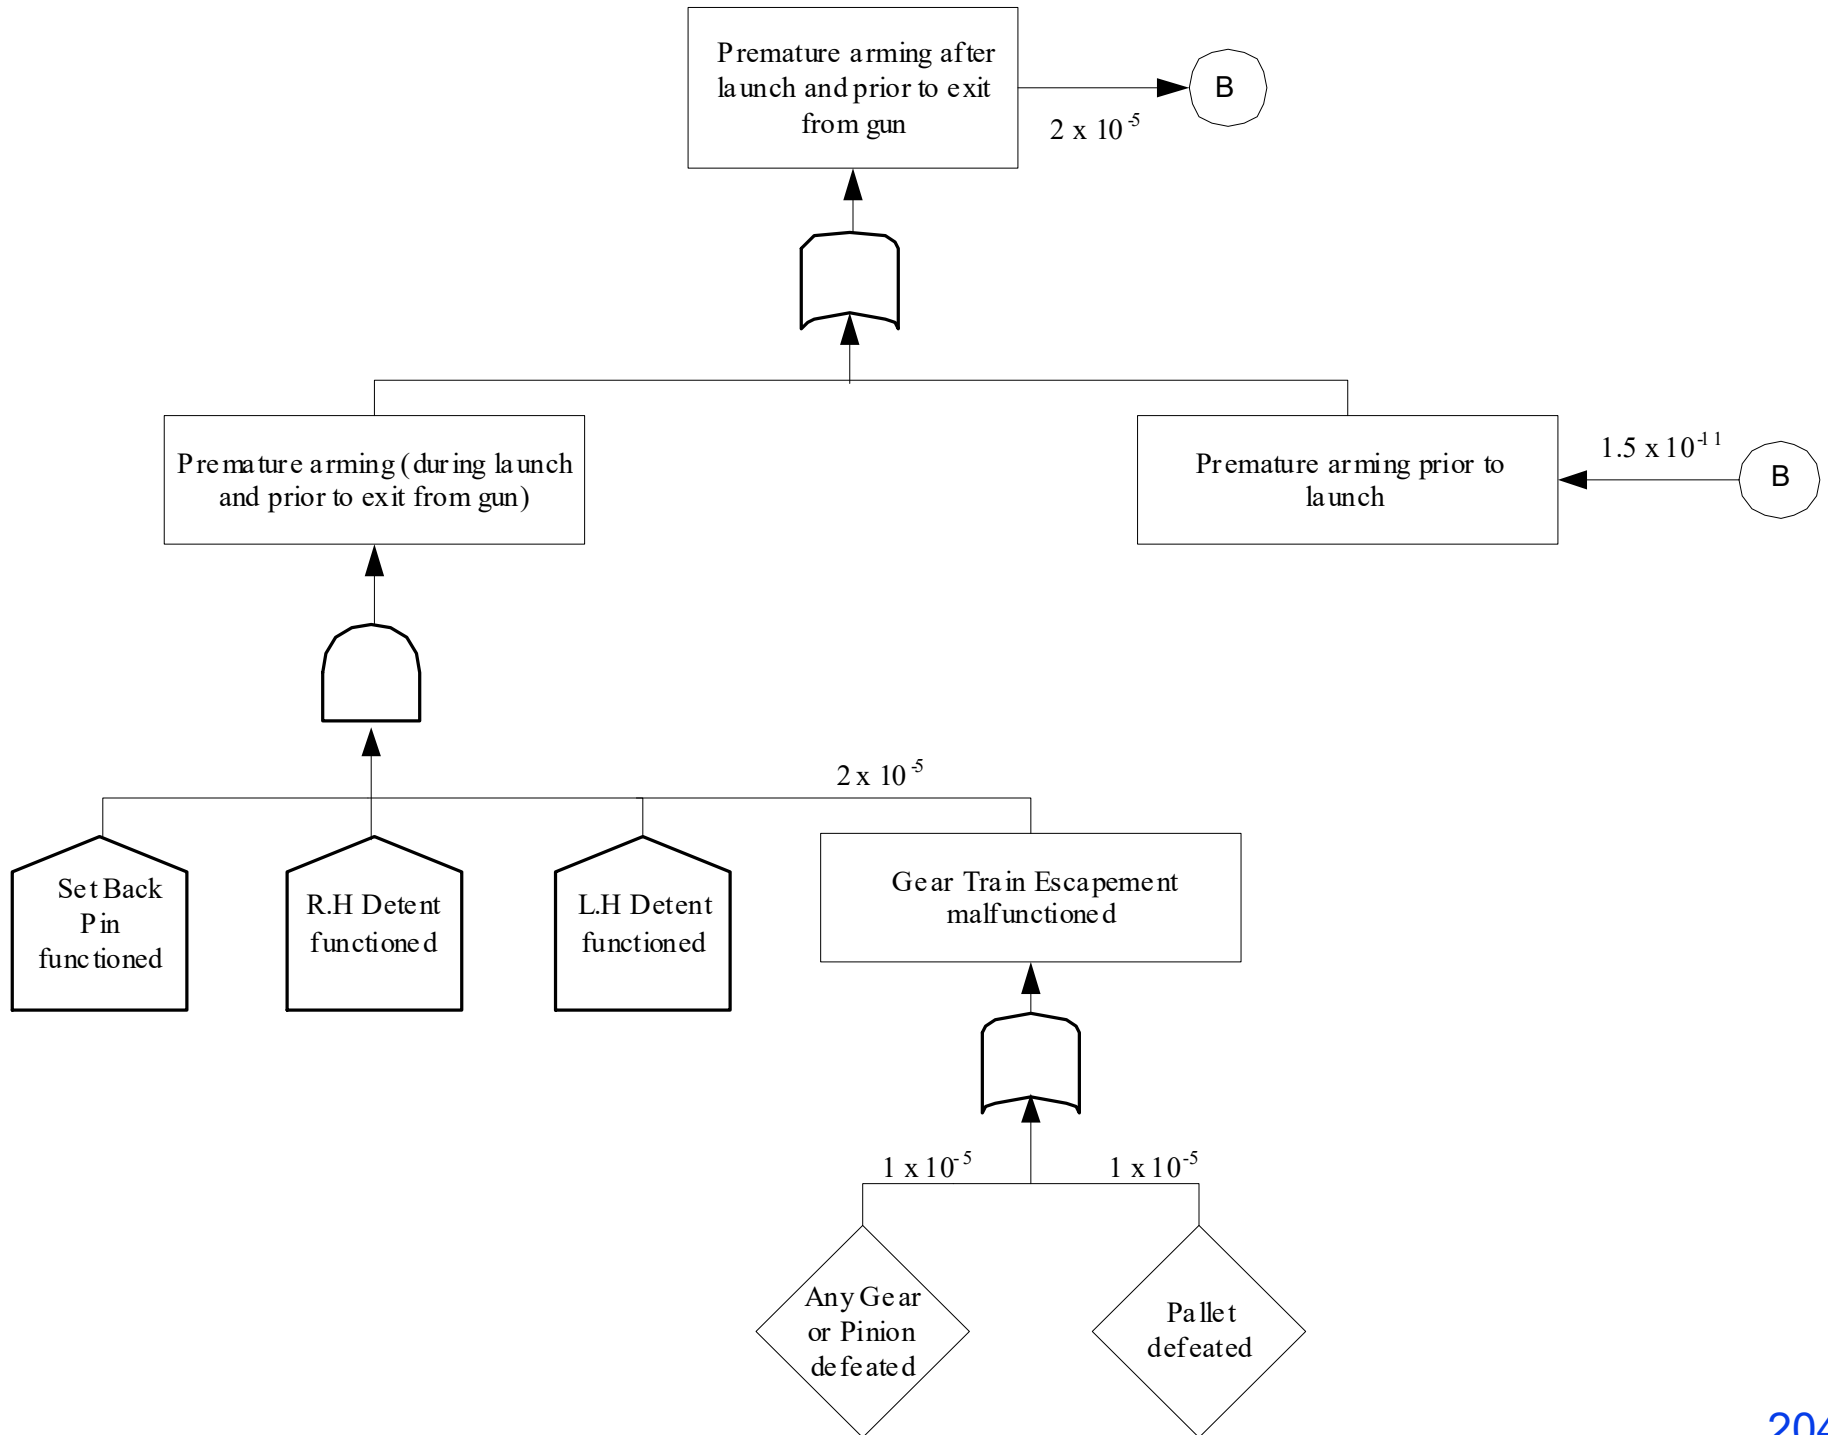 Premature arming after
launch and prior to exit
from gun
B
2 x 10-5
Premature arming (during launch
and prior to exit from gun)
Premature arming prior to
launch
1.5 x 10-11
B
2 x 10-5
Set Back
Pin
functioned
R.H Detent
functioned
L.H Detent
functioned
Gear Train Escapement
malfunctioned
1 x 10-5
1 x 10-5
Any Gear
or Pinion
defeated
Pallet
defeated
204